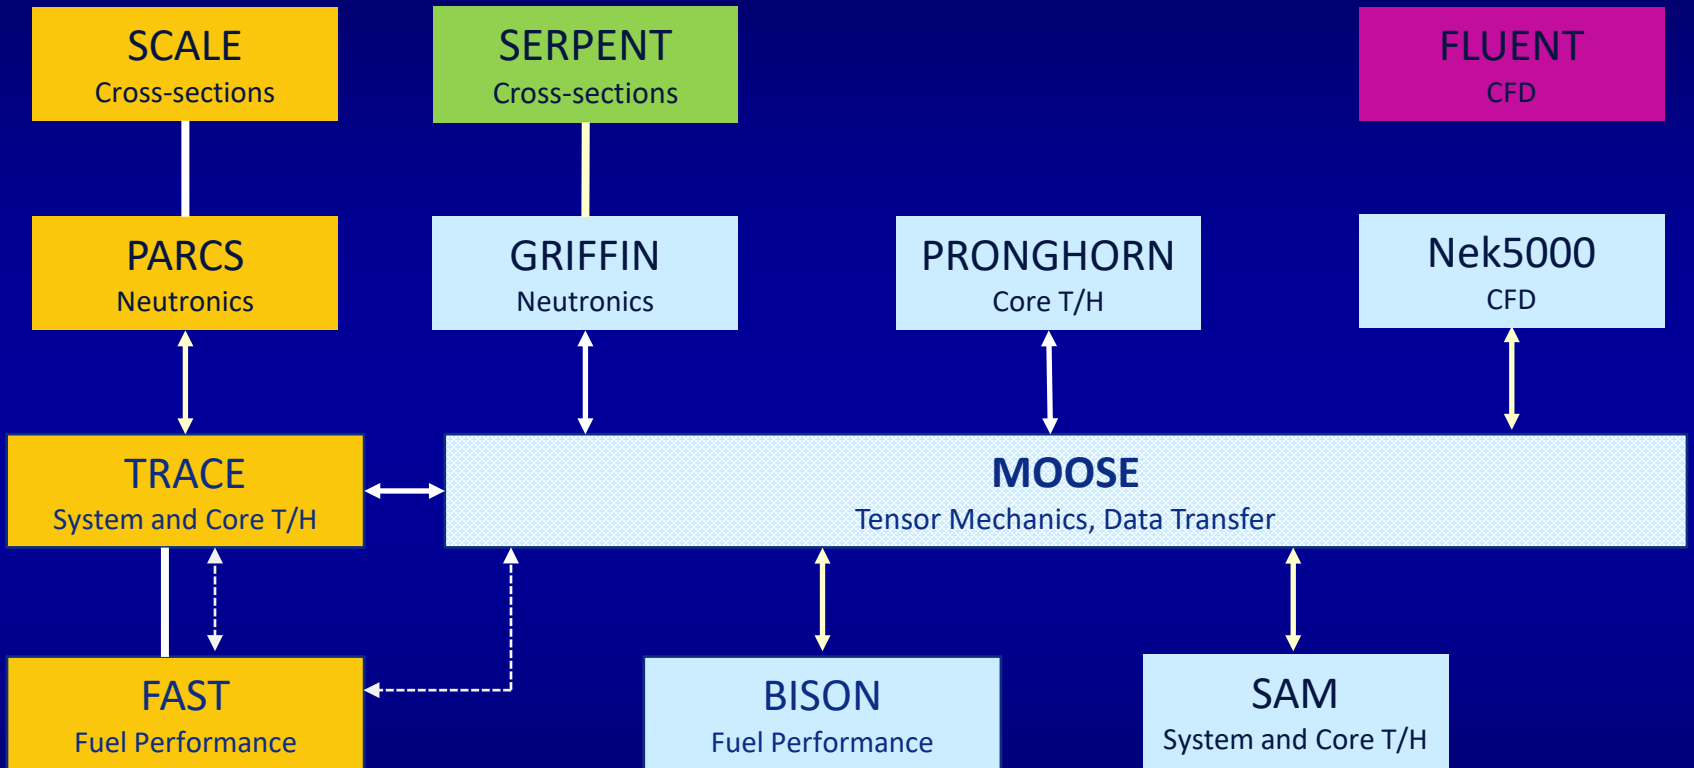 SCALE
Cross-sections
SERPENT
Cross-sections
FLUENT
CFD
PARCS
Neutronics
GRIFFIN
Neutronics
PRONGHORN
Core T/H
Nek5000
CFD
TRACE
System and Core T/H
MOOSE
Tensor Mechanics, Data Transfer
FAST
Fuel Performance
BISON
Fuel Performance
SAM
System and Core T/H